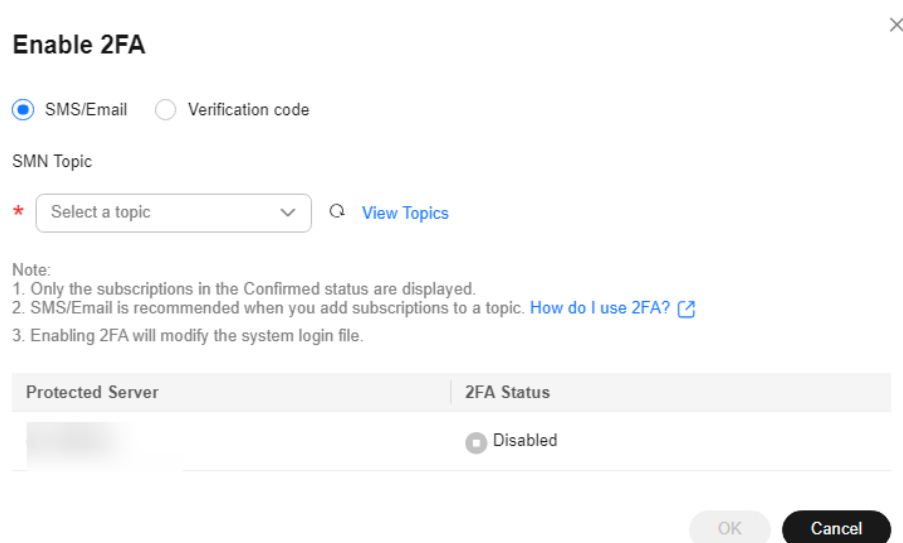 Enable 2FA
SMS/Email Verification code
SMN Topic
* Select a topic View Topics
Note:
1. Only the subscriptions in the Confirmed status are displayed.
2. SMS/Email is recommended when you add subscriptions to a topic. How do I use 2FA?
3. Enabling 2FA will modify the system login file.
Protected Server 2FA Status
Disabled
OK Cancel